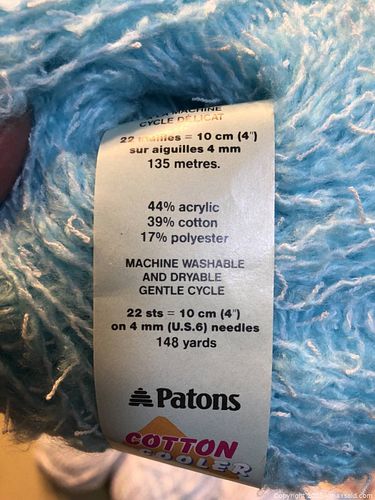 MACHINE
CYCLE DÉLICAT
22 mailles = 10 cm (4")
sur aiguilles 4 mm
135 metres.
44% acrylic
39% cotton
17% polyester
MACHINE WASHABLE
AND DRYABLE
GENTLE CYCLE
22 sts = 10 cm (4")
on 4 mm (U.S.6) needles
148 yards
Patons
COTTON
COOLER